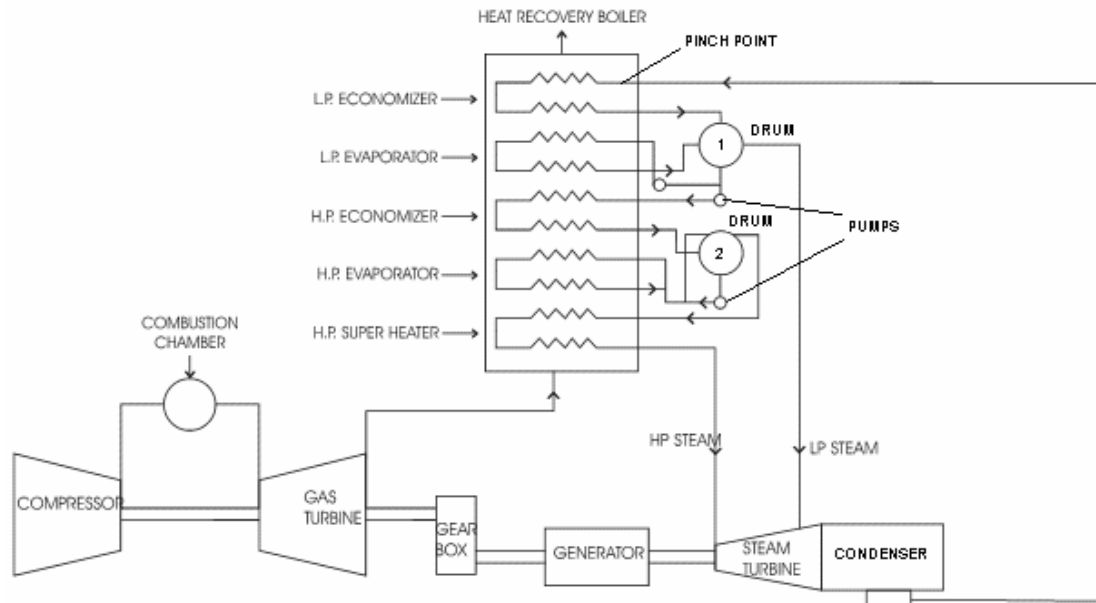 HEAT RECOVERY BOILER
PINCH POINT
L.P. ECONOMIZER
DRUM
1
L.P. EVAPORATOR
H.P. ECONOMIZER
DRUM
PUMPS
2
H.P. EVAPORATOR
COMBUSTION
CHAMBER
H.P. SUPER HEATER
HP STEAM
LP STEAM
COMPRESSOR
GAS
TURBINE
GEAR
BOX
GENERATOR
STEAM
TURBINE
CONDENSER